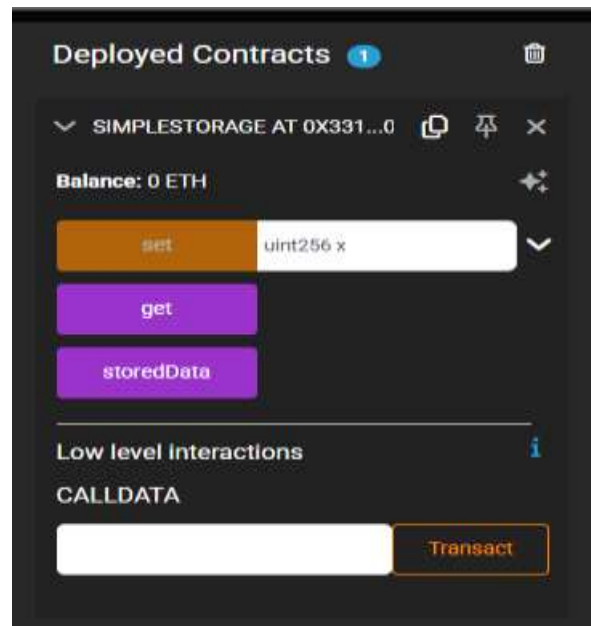 Deployed Contracts 1
SIMPLESTORAGE AT 0X331...0
Balance: 0 ETH
set uint256 x
get
storedData
Low level interactions i
CALLDATA
Transact